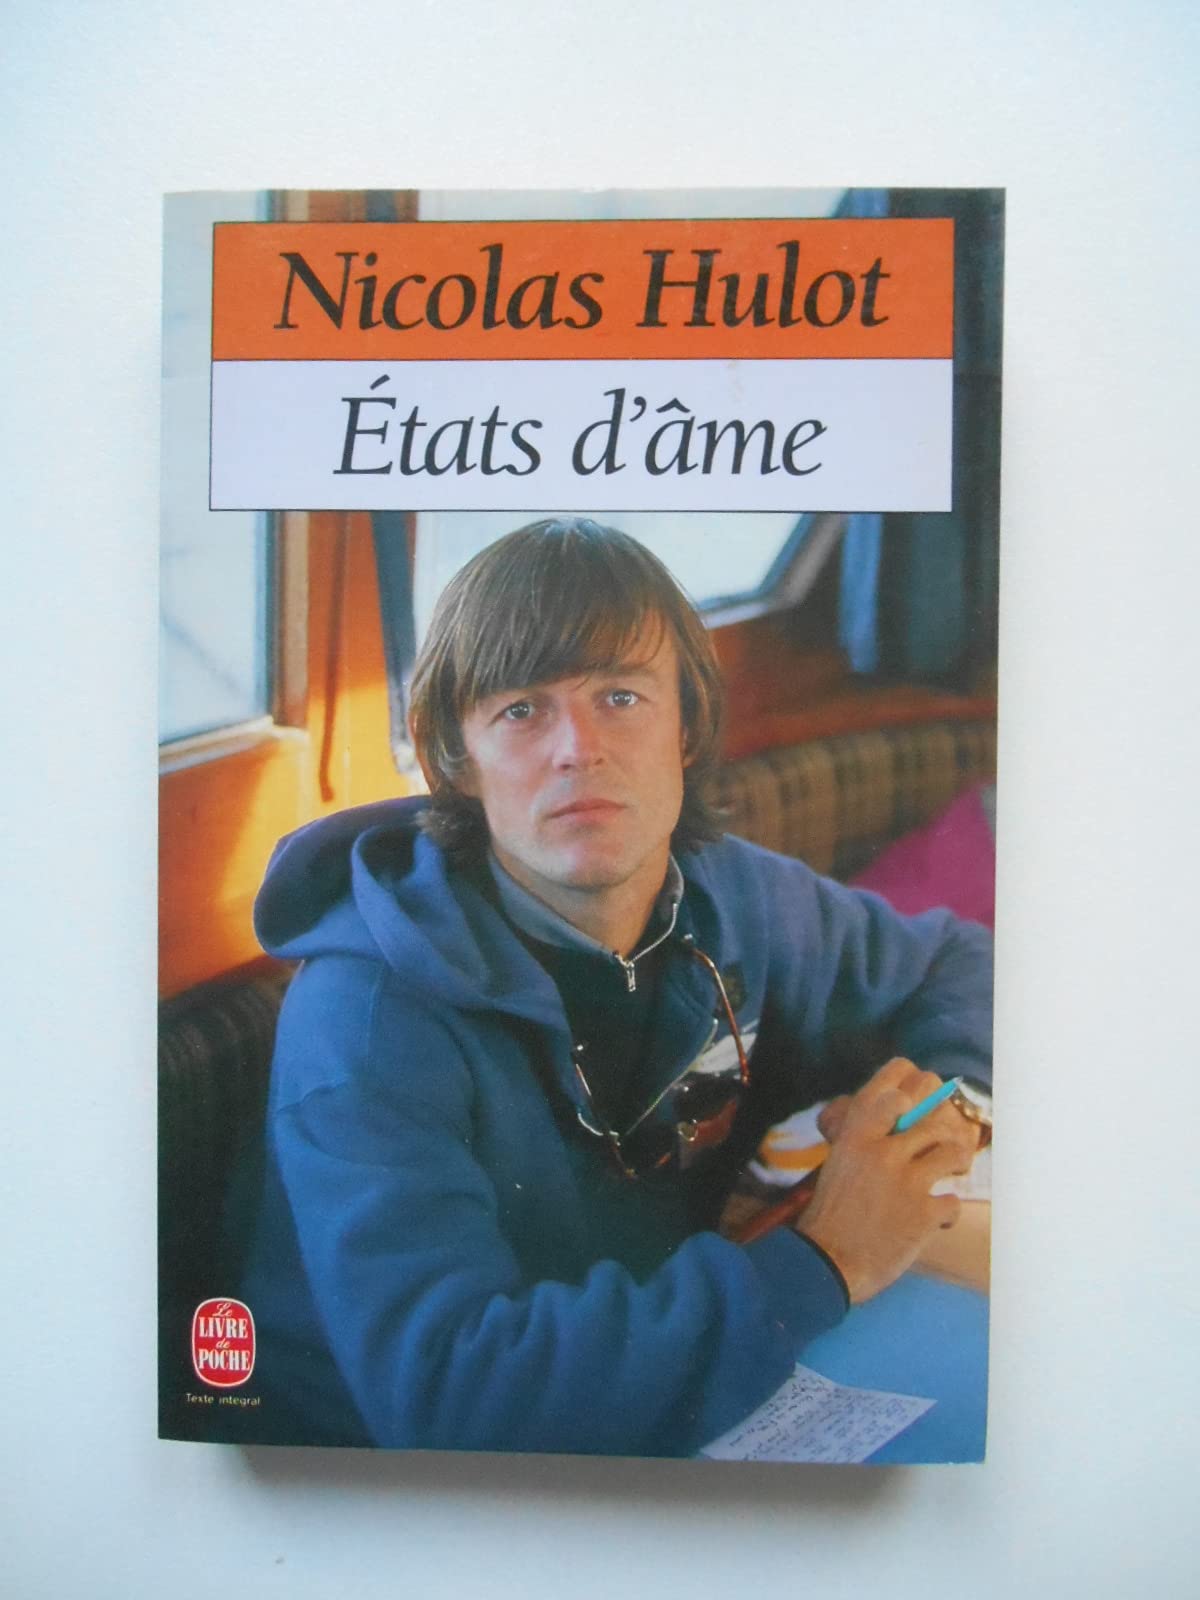 Nicolas Hulot
États d'âme
Le
LIVRE
de
POCHE
Texte intégral